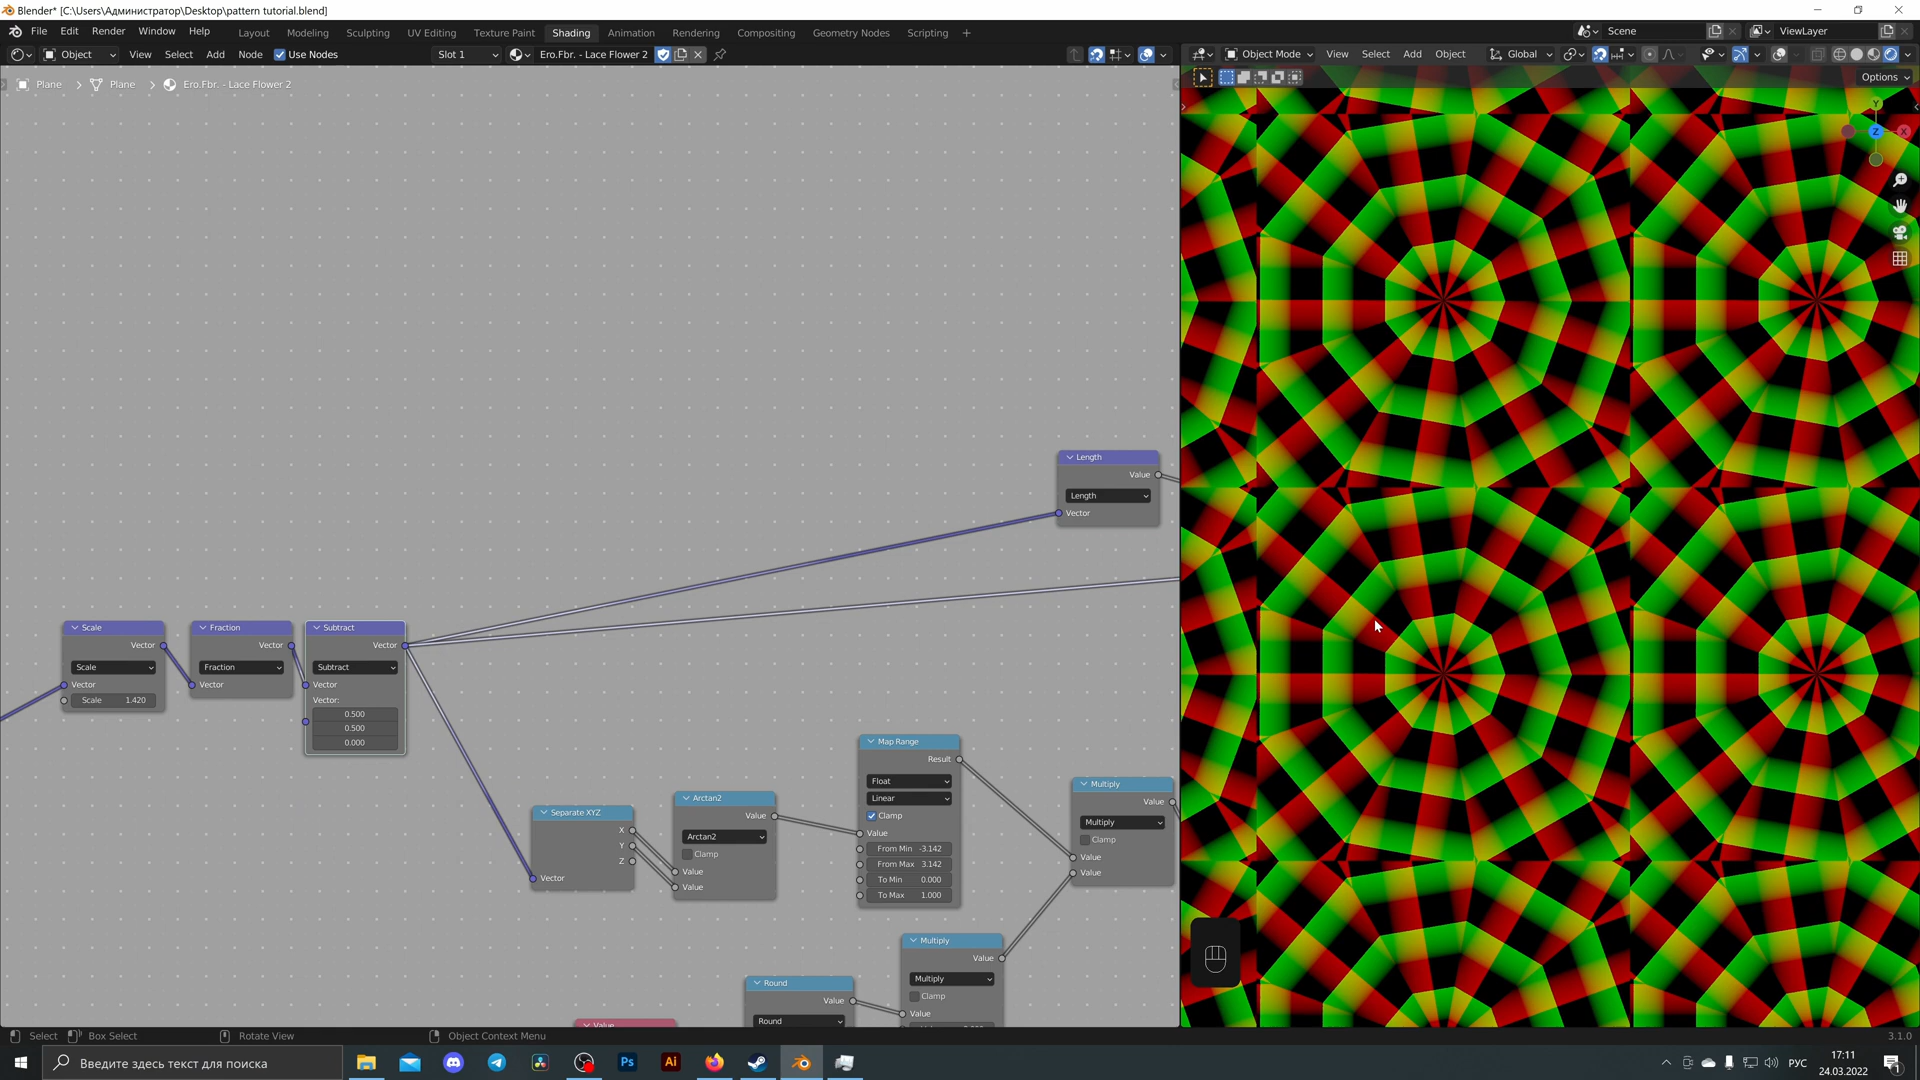 Blender* [C:\Users\Администратор\Desktop\pattern tutorial.blend]
File Edit Render Window Help Layout Modeling Sculpting UV Editing Texture Paint Shading Animation Rendering Compositing Geometry Nodes Scripting + Scene ViewLayer
Object View Select Add Node Use Nodes Slot 1 Ero.Fbr. - Lace Flower 2 Object Mode View Select Add Object Global
Options
Plane Plane Ero.Fbr. - Lace Flower 2
Y
Z X
Length
Value
Length
Vector
Scale
Vector
Scale
Vector
Scale 1.420
Fraction
Vector
Fraction
Vector
Subtract
Vector
Subtract
Vector
Vector:
0.500
0.500
0.000
Separate XYZ
X
Y
Z
Vector
Arctan2
Value
Arctan2
Clamp
Value
Value
Map Range
Result
Float
Linear
Clamp
Value
From Min -3.142
From Max 3.142
To Min 0.000
To Max 1.000
Multiply
Value
Multiply
Clamp
Value
Value
Multiply
Value
Multiply
Clamp
Value
Round
Value
Round
Value
Select Box Select Rotate View Object Context Menu 3.1.0
Введите здесь текст для поиска
Ps Ai
РУС
17:11
24.03.2022
1